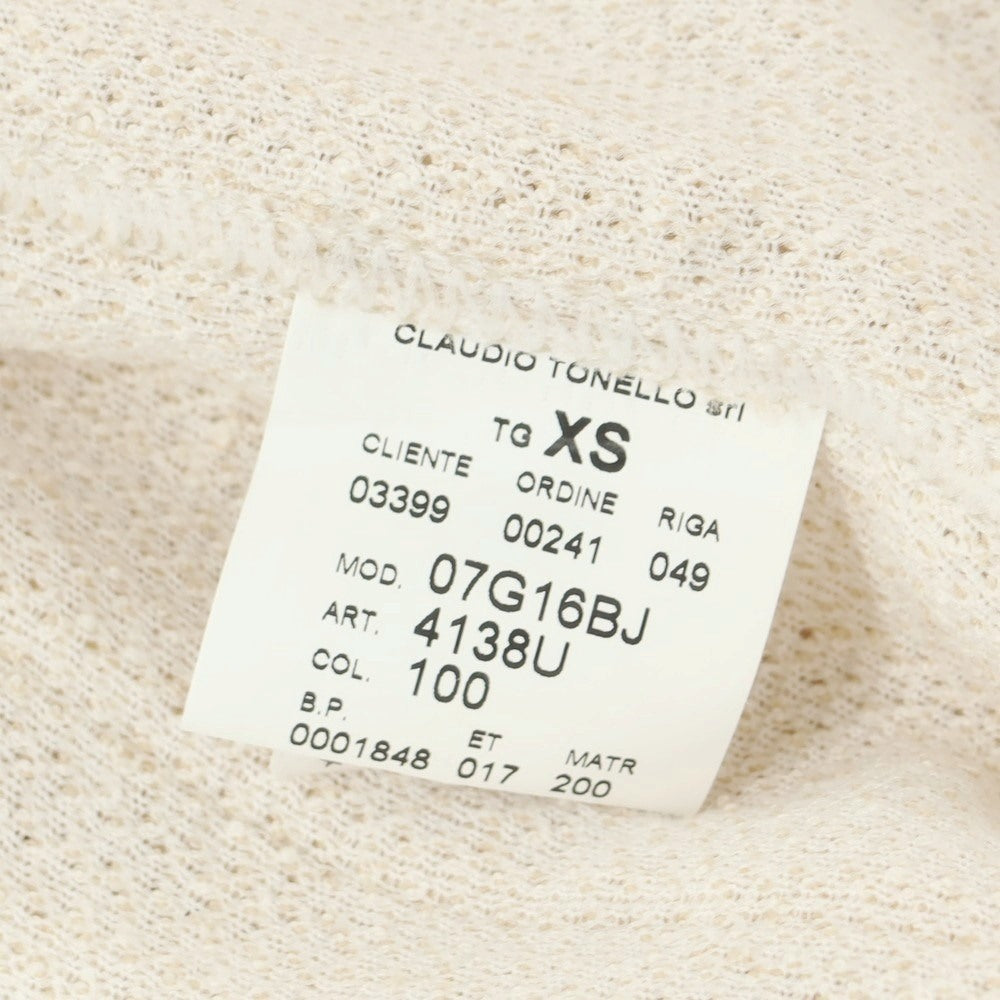 CLAUDIO TONELLO srl
TG XS
CLIENTE ORDINE RIGA
03399 00241 049
MOD. 07G16BJ
ART. 4138U
COL. 100
B.P. ET MATR
0001848 017 200